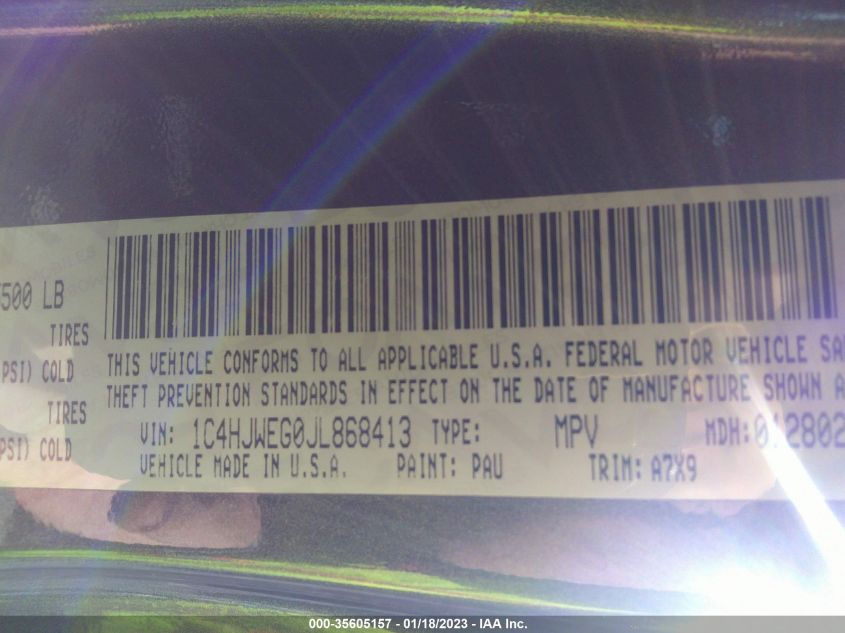 500 LB
TIRES
PSI) COLD
TIRES
PSI) COLD
THIS VEHICLE CONFORMS TO ALL APPLICABLE U.S.A. FEDERAL MOTOR VEHICLE SA
THEFT PREVENTION STANDARDS IN EFFECT ON THE DATE OF MANUFACTURE SHOWN A
VIN: 1C4HJWEG0JL868413 TYPE: MPV MDH: 012802
VEHICLE MADE IN U.S.A. PAINT: PAU TRIM: A7X9
000-35605157 - 01/18/2023 - IAA Inc.